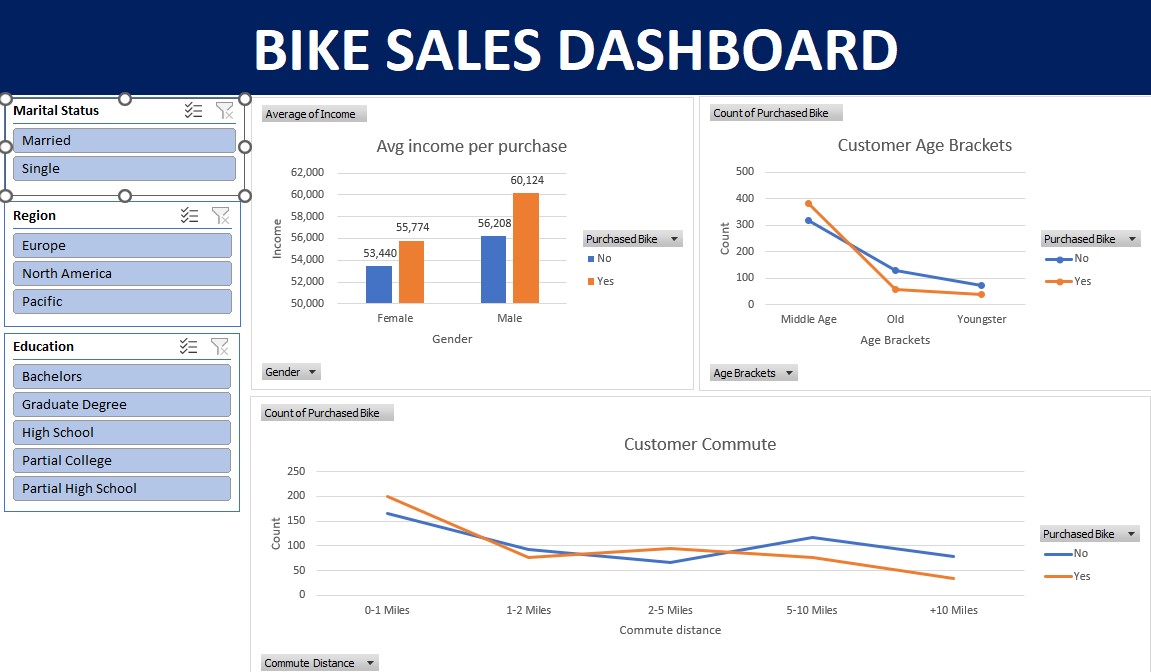 BIKE SALES DASHBOARD
Marital Status
Married
Single
Region
Europe
North America
Pacific
Education
Bachelors
Graduate Degree
High School
Partial College
Partial High School
Average of Income
Avg income per purchase
62,000
60,000
58,000
56,000
54,000
52,000
50,000
Income
53,440
55,774
56,208
60,124
Female
Male
Gender
Purchased Bike
No
Yes
Gender
Count of Purchased Bike
Customer Age Brackets
500
400
300
200
100
0
Count
Middle Age
Old
Youngster
Age Brackets
Purchased Bike
No
Yes
Age Brackets
Count of Purchased Bike
Customer Commute
250
200
150
100
50
0
Count
0-1 Miles
1-2 Miles
2-5 Miles
5-10 Miles
+10 Miles
Commute distance
Purchased Bike
No
Yes
Commute Distance